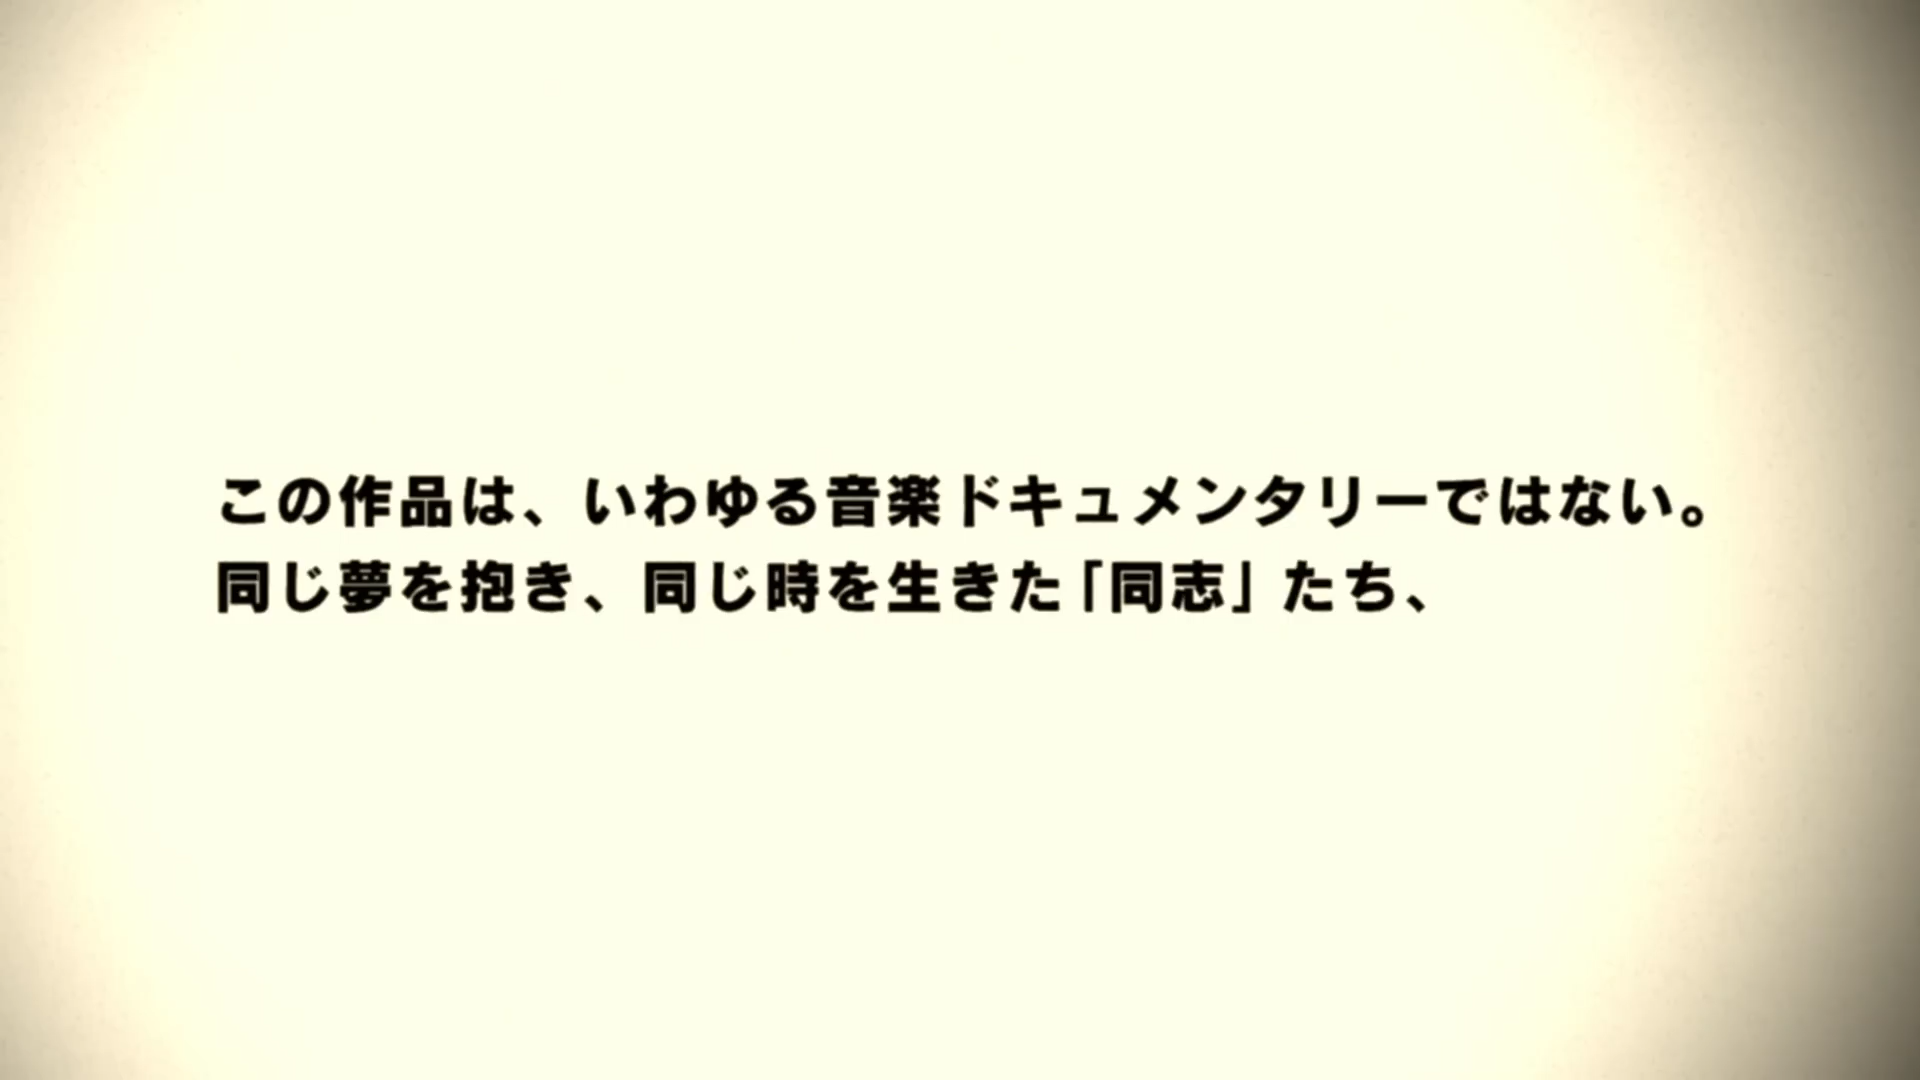 この作品は、いわゆる音楽ドキュメンタリーではない。
同じ夢を抱き、同じ時を生きた「同志」たち、